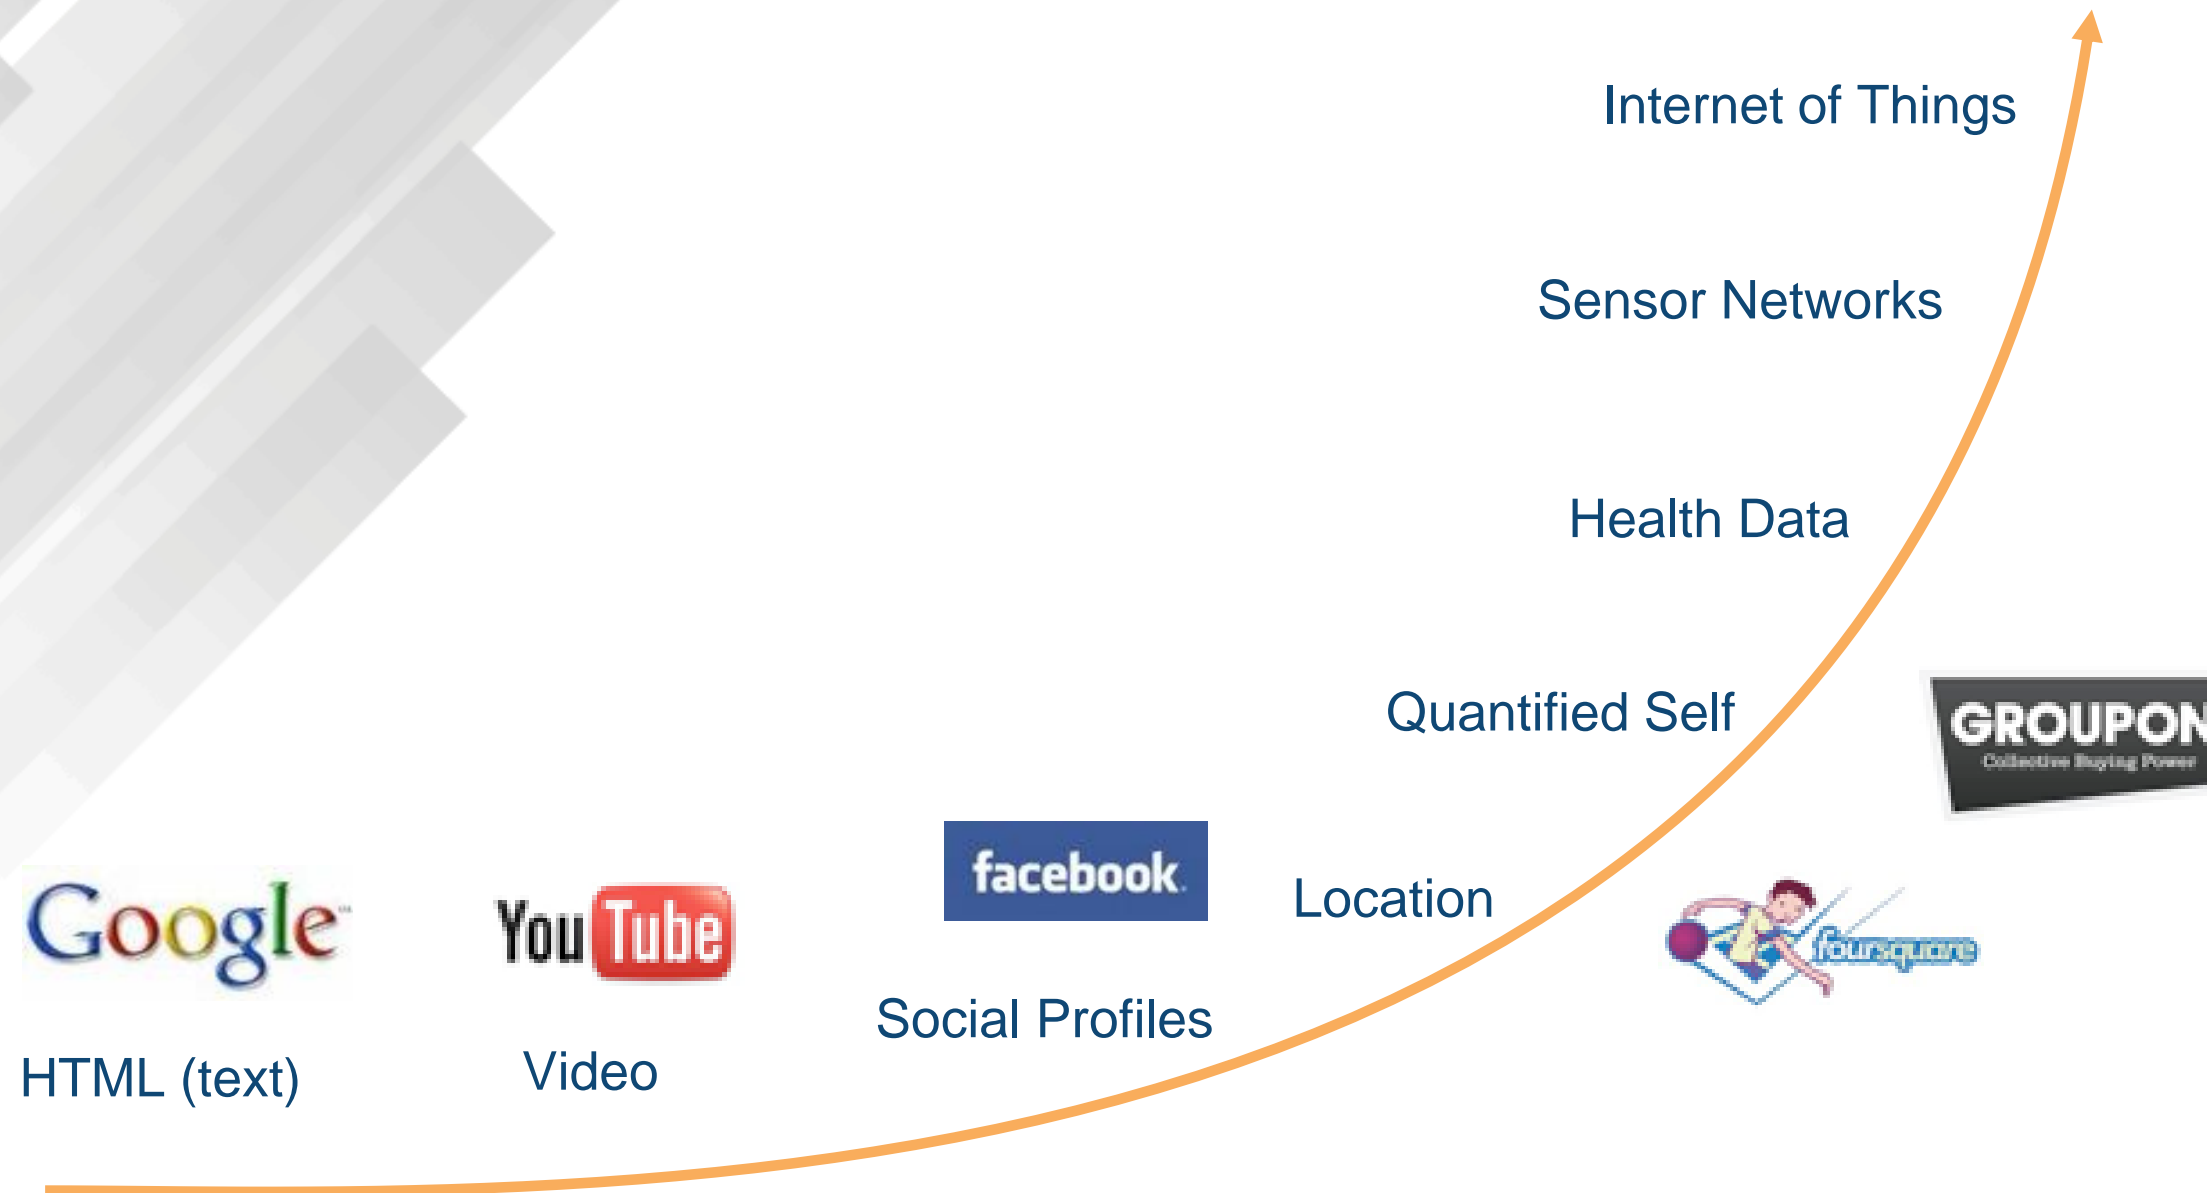 Internet of Things
Sensor Networks
Health Data
Quantified Self
GROUPON
Collective Buying Power
facebook.
Location
Google™
YouTube
foursquare
Social Profiles
Video
HTML (text)